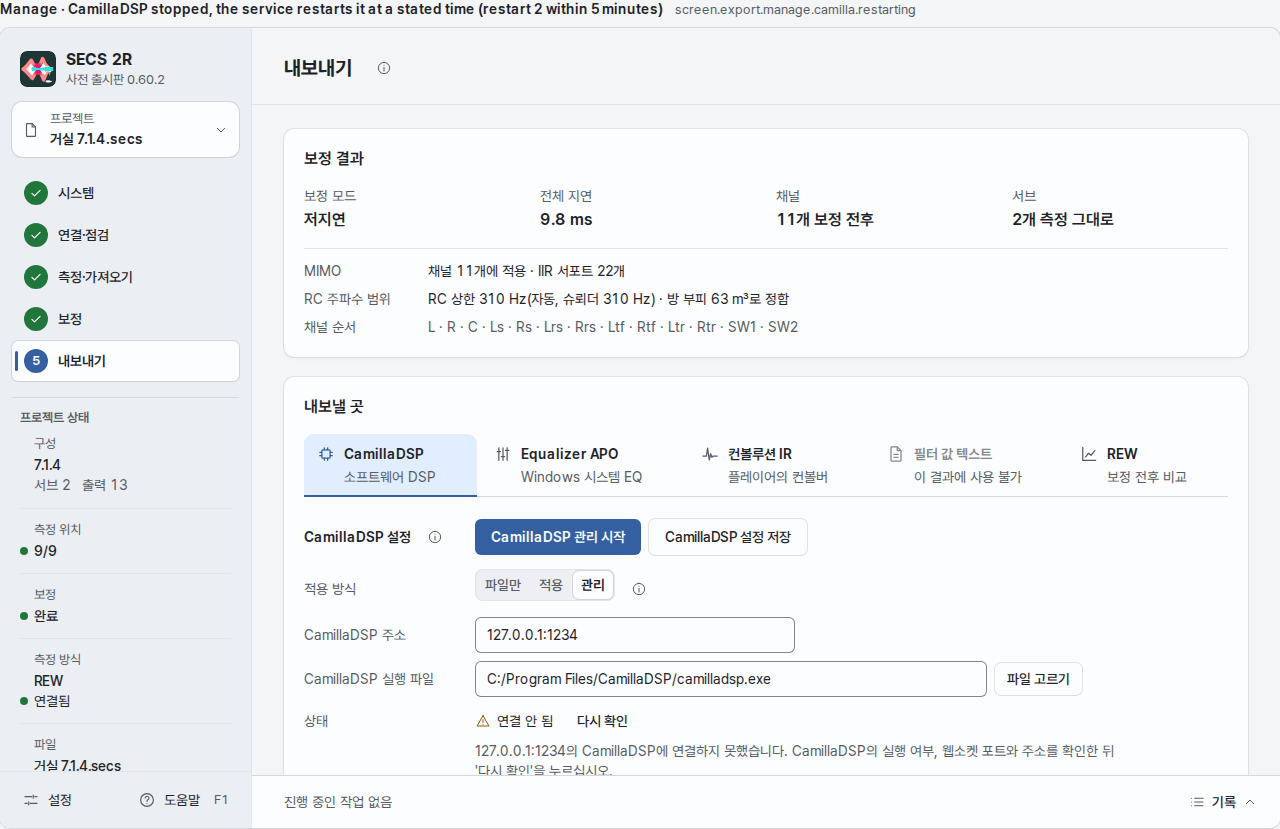 Manage · CamillaDSP stopped, the service restarts it at a stated time (restart 2 within 5 minutes) screen.export.manage.camilla.restarting
SECS 2R
사전 출시판 0.60.2
프로젝트
거실 7.1.4.secs
시스템
연결·점검
측정·가져오기
보정
5 내보내기
프로젝트 상태
구성
7.1.4
서브 2 출력 13
측정 위치
9/9
보정
완료
측정 방식
REW
연결됨
파일
거실 7.1.4.secs
설정 도움말 F1
내보내기
보정 결과
보정 모드 전체 지연 채널 서브
저지연 9.8 ms 11개 보정 전후 2개 측정 그대로
MIMO 채널 11개에 적용 · IIR 서포트 22개
RC 주파수 범위 RC 상한 310 Hz(자동, 슈뢰더 310 Hz) · 방 부피 63 m³로 정함
채널 순서 L · R · C · Ls · Rs · Lrs · Rrs · Ltf · Rtf · Ltr · Rtr · SW1 · SW2
내보낼 곳
CamillaDSP Equalizer APO 컨볼루션 IR 필터 값 텍스트 REW
소프트웨어 DSP Windows 시스템 EQ 플레이어의 컨볼버 이 결과에 사용 불가 보정 전후 비교
CamillaDSP 설정 CamillaDSP 관리 시작 CamillaDSP 설정 저장
적용 방식 파일만 적용 관리
CamillaDSP 주소 127.0.0.1:1234
CamillaDSP 실행 파일 C:/Program Files/CamillaDSP/camilladsp.exe 파일 고르기
상태 연결 안 됨 다시 확인
127.0.0.1:1234의 CamillaDSP에 연결하지 못했습니다. CamillaDSP의 실행 여부, 웹소켓 포트와 주소를 확인한 뒤
'다시 확인'을 누르십시오.
진행 중인 작업 없음 기록